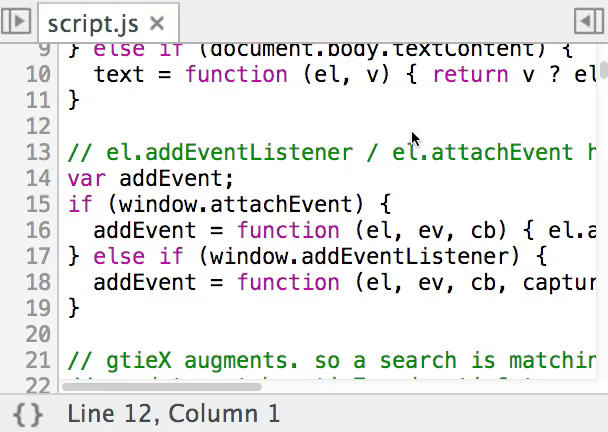 script.js ×
9 } else if (document.body.textContent) {
10 text = function (el, v) { return v ? el
11 }
12
13 // el.addEventListener / el.attachEvent h
14 var addEvent;
15 if (window.attachEvent) {
16 addEvent = function (el, ev, cb) { el.a
17 } else if (window.addEventListener) {
18 addEvent = function (el, ev, cb, captur
19 }
20
21 // gtieX augments. so a search is matchin
22
{} Line 12, Column 1